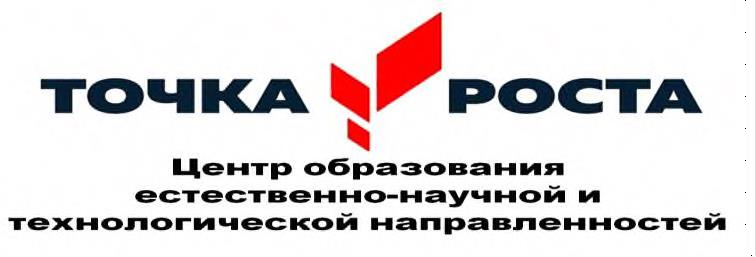 ТОЧКА РОСТА
Центр образования
естественно-научной и
технологической направленностей